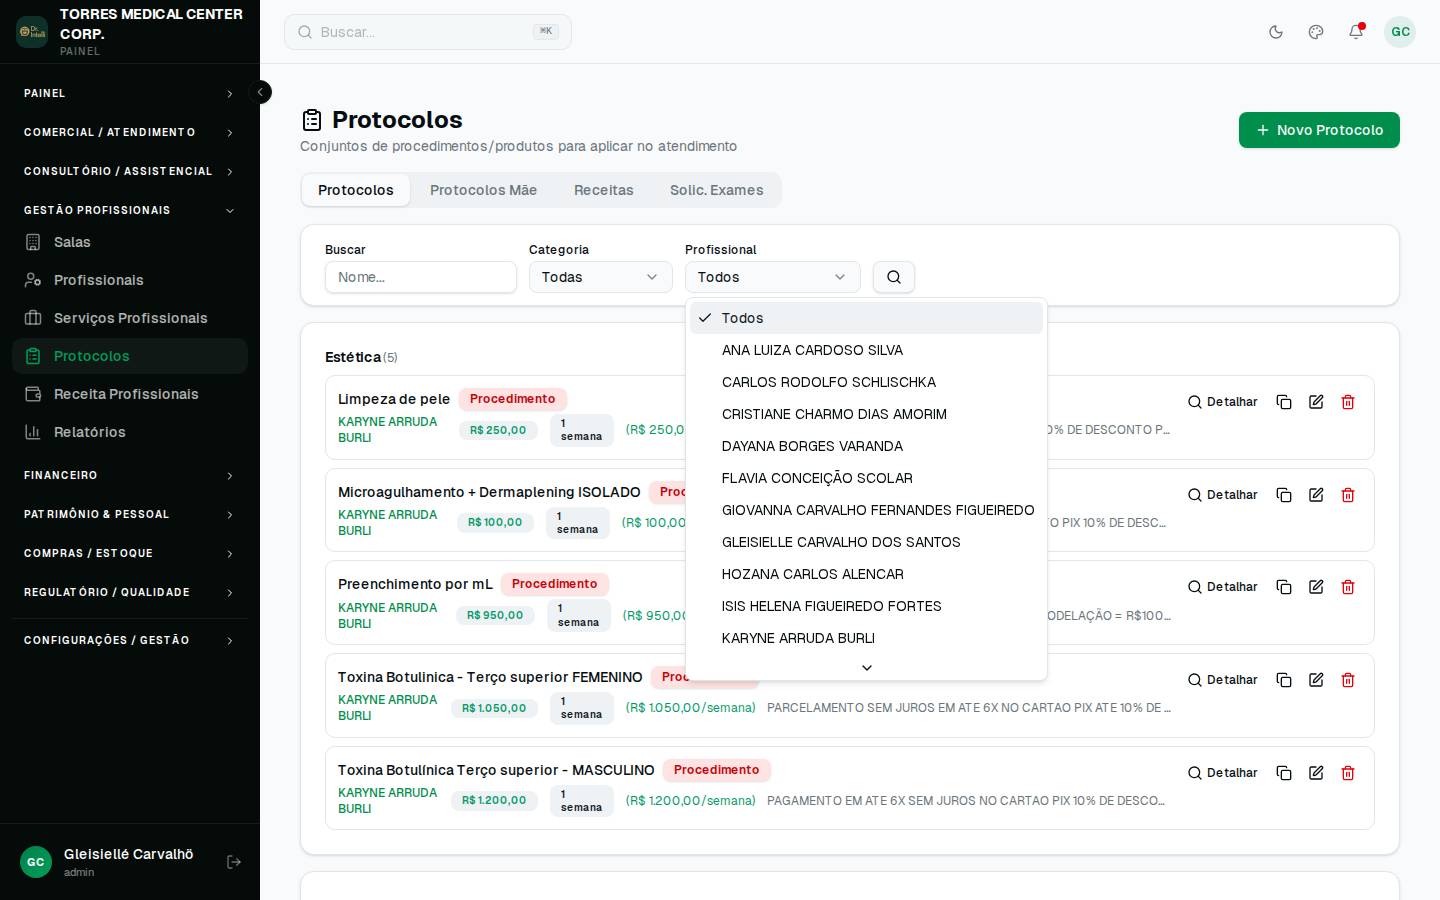 TORRES MEDICAL CENTER
CORP.
PAINEL
Buscar...
⌘K
GC
PAINEL
COMERCIAL / ATENDIMENTO
CONSULTÓRIO / ASSISTENCIAL
GESTÃO PROFISSIONAIS
Salas
Profissionais
Serviços Profissionais
Protocolos
Receita Profissionais
Relatórios
FINANCEIRO
PATRIMÔNIO & PESSOAL
COMPRAS / ESTOQUE
REGULATÓRIO / QUALIDADE
CONFIGURAÇÕES / GESTÃO
GC
Gleisiellé Carvalhö
admin
Protocolos
Conjuntos de procedimentos/produtos para aplicar no atendimento
Novo Protocolo
Protocolos Protocolos Mãe Receitas Solic. Exames
Buscar Categoria Profissional
Nome... Todas Todos
Todos
ANA LUIZA CARDOSO SILVA
CARLOS RODOLFO SCHLISCHKA
CRISTIANE CHARMO DIAS AMORIM
DAYANA BORGES VARANDA
FLAVIA CONCEIÇÃO SCOLAR
GIOVANNA CARVALHO FERNANDES FIGUEIREDO
GLEISIELLE CARVALHO DOS SANTOS
HOZANA CARLOS ALENCAR
ISIS HELENA FIGUEIREDO FORTES
KARYNE ARRUDA BURLI
Estética (5)
Limpeza de pele Procedimento
Detalhar
KARYNE ARRUDA
BURLI
R$ 250,00
1
semana
(R$ 250,0
0% DE DESCONTO P...
Microagulhamento + Dermaplening ISOLADO Proc
Detalhar
KARYNE ARRUDA
BURLI
R$ 100,00
1
semana
(R$ 100,00
TO PIX 10% DE DESC...
Preenchimento por mL Procedimento
Detalhar
KARYNE ARRUDA
BURLI
R$ 950,00
1
semana
(R$ 950,00
ODELAÇÃO = R$100...
Toxina Botulinica - Terço superior FEMENINO Proc
Detalhar
KARYNE ARRUDA
BURLI
R$ 1.050,00
1
semana
(R$ 1.050,00/semana) PARCELAMENTO SEM JUROS EM ATE 6X NO CARTAO PIX ATE 10% DE ...
Toxina Botulínica Terço superior - MASCULINO Procedimento
Detalhar
KARYNE ARRUDA
BURLI
R$ 1.200,00
1
semana
(R$ 1.200,00/semana) PAGAMENTO EM ATE 6X SEM JUROS NO CARTAO PIX 10% DE DESCO...